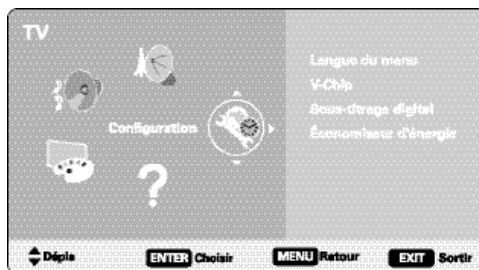 TV
Langue du menu
V-Chip
Sous-titrage digital
Économiseur d'énergie
Configuration
?
Dépla ENTER Choisir MENU Retour EXIT Sortir